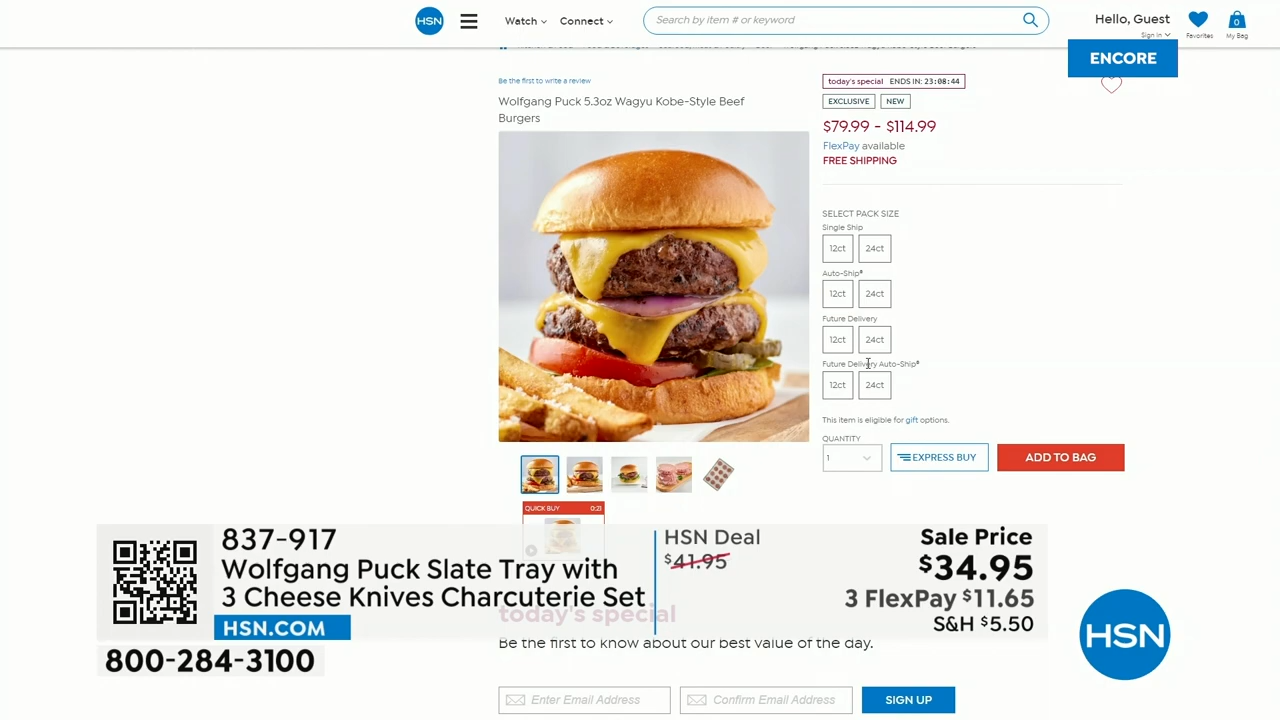 HSN
Watch
Connect
Search by item # or keyword
Hello, Guest
Sign in
Favorites
0
My Bag
ENCORE
Be the first to write a review
Wolfgang Puck 5.3oz Wagyu Kobe-Style Beef
Burgers
today's special ENDS IN: 23:08:44
EXCLUSIVE NEW
$79.99 - $114.99
FlexPay available
FREE SHIPPING
SELECT PACK SIZE
Single Ship
12ct 24ct
Auto-Ship®
12ct 24ct
Future Delivery
12ct 24ct
Future Delivery Auto-Ship®
12ct 24ct
This item is eligible for gift options.
QUANTITY
1
EXPRESS BUY
ADD TO BAG
QUICK BUY 0:21
837-917
Wolfgang Puck Slate Tray with
3 Cheese Knives Charcuterie Set
HSN.COM
800-284-3100
HSN Deal
$41.95
Sale Price
$34.95
3 FlexPay $11.65
S&H $5.50
HSN
today's special
Be the first to know about our best value of the day.
Enter Email Address
Confirm Email Address
SIGN UP